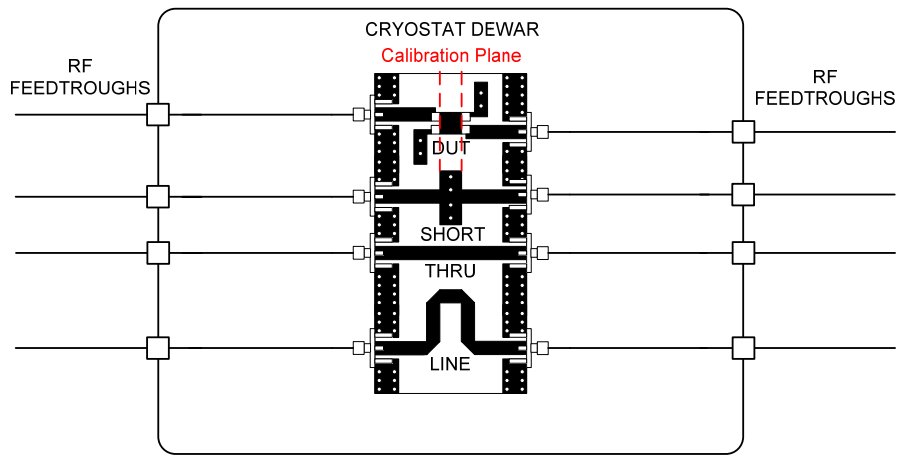 CRYOSTAT DEWAR
Calibration Plane
RF
FEEDTROUGHS
RF
FEEDTROUGHS
DUT
SHORT
THRU
LINE